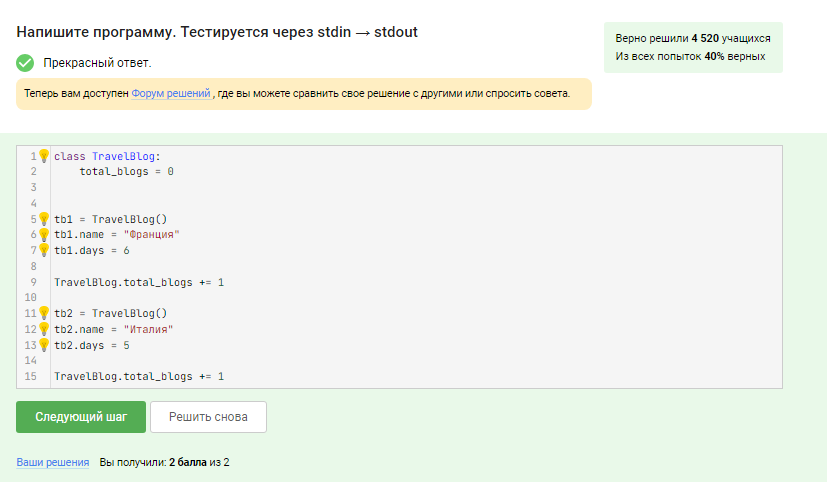 Напишите программу. Тестируется через stdin → stdout
Верно решили 4 520 учащихся
Из всех попыток 40% верных
Прекрасный ответ.
Теперь вам доступен Форум решений, где вы можете сравнить свое решение с другими или спросить совета.
1 class TravelBlog:
2     total_blogs = 0
3
4
5 tb1 = TravelBlog()
6 tb1.name = "Франция"
7 tb1.days = 6
8
9 TravelBlog.total_blogs += 1
10
11 tb2 = TravelBlog()
12 tb2.name = "Италия"
13 tb2.days = 5
14
15 TravelBlog.total_blogs += 1
Следующий шаг
Решить снова
Ваши решения Вы получили: 2 балла из 2